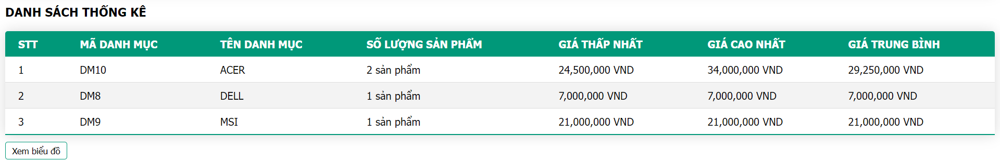 DANH SÁCH THỐNG KÊ
STT MÃ DANH MỤC TÊN DANH MỤC SỐ LƯỢNG SẢN PHẨM GIÁ THẤP NHẤT GIÁ CAO NHẤT GIÁ TRUNG BÌNH
1 DM10 ACER 2 sản phẩm 24,500,000 VND 34,000,000 VND 29,250,000 VND
2 DM8 DELL 1 sản phẩm 7,000,000 VND 7,000,000 VND 7,000,000 VND
3 DM9 MSI 1 sản phẩm 21,000,000 VND 21,000,000 VND 21,000,000 VND
Xem biểu đồ